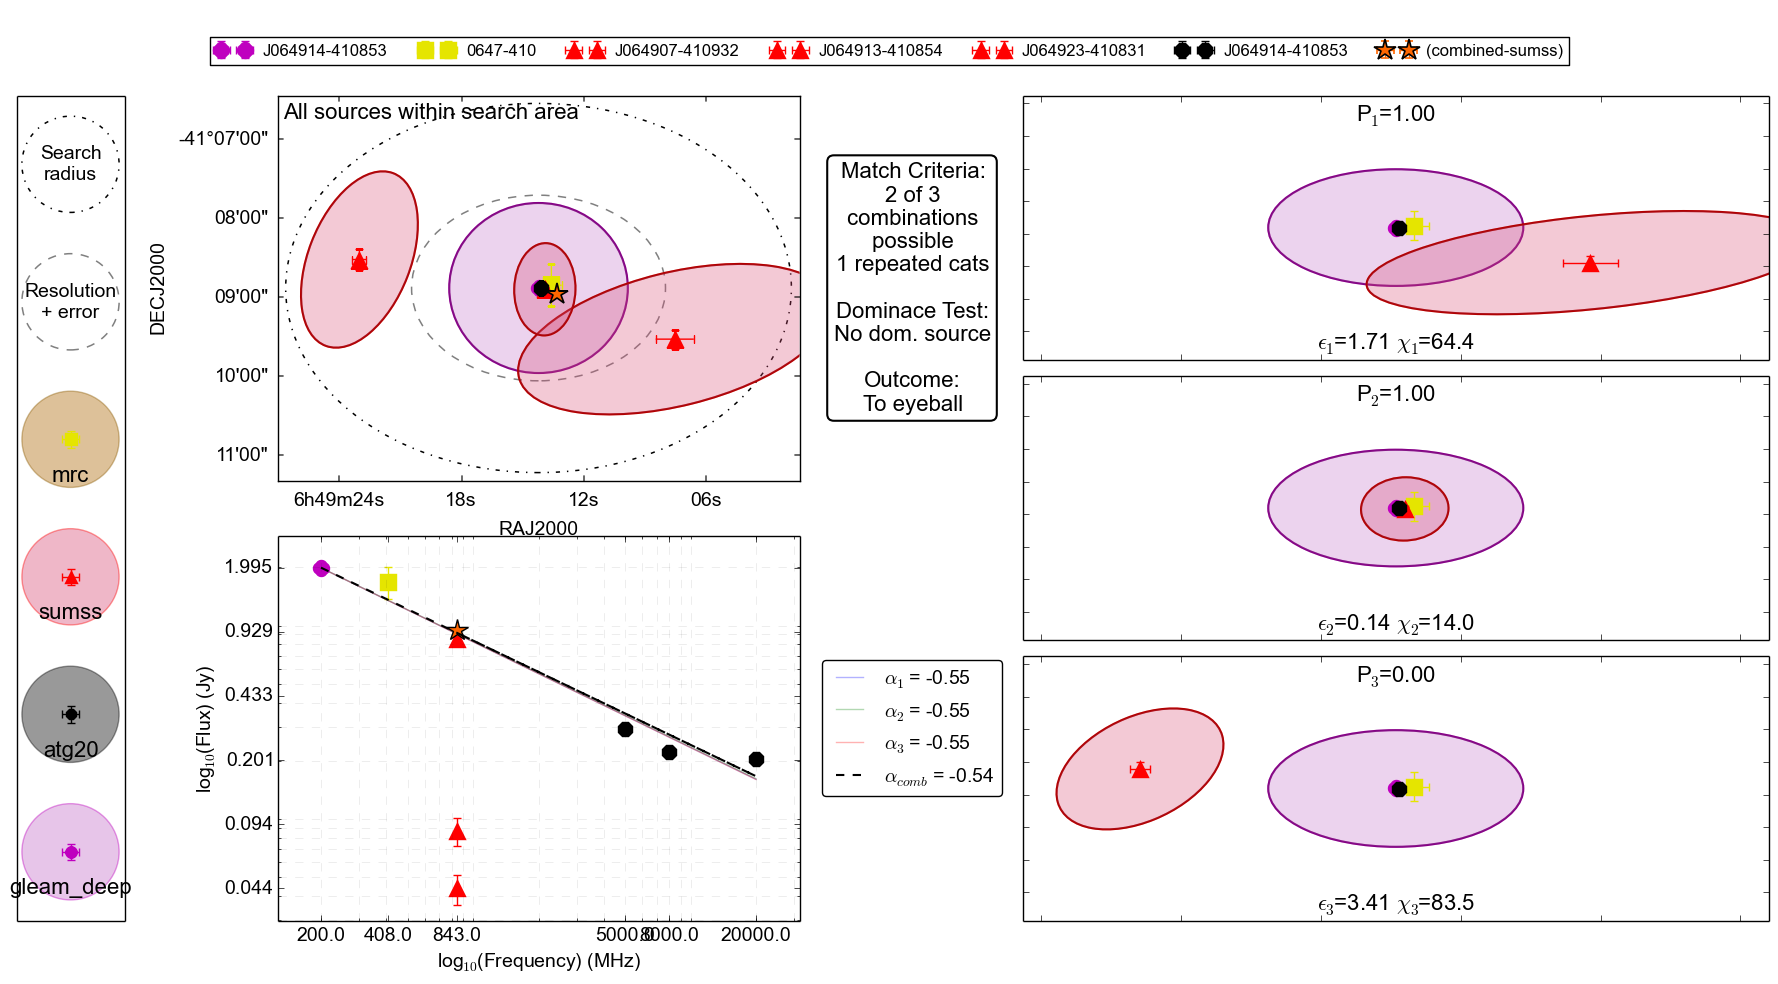 J064914-410853 0647-410 J064907-410932 J064913-410854 J064923-410831 J064914-410853 (combined-sumss)
Search
radius
Resolution
+ error
mrc
sumss
atg20
gleam_deep
All sources within search area
DECJ2000
-41°07'00"
08'00"
09'00"
10'00"
11'00"
6h49m24s 18s 12s 06s
RAJ2000
Match Criteria:
2 of 3
combinations
possible
1 repeated cats
Dominace Test:
No dom. source
Outcome:
To eyeball
log₁₀(Flux) (Jy)
1.995
0.929
0.433
0.201
0.094
0.044
200.0 408.0 843.0 5000.0 8000.0 20000.0
log₁₀(Frequency) (MHz)
α₁ = -0.55
α₂ = -0.55
α₃ = -0.55
α_comb = -0.54
P₁=1.00
ϵ₁=1.71 χ₁=64.4
P₂=1.00
ϵ₂=0.14 χ₂=14.0
P₃=0.00
ϵ₃=3.41 χ₃=83.5